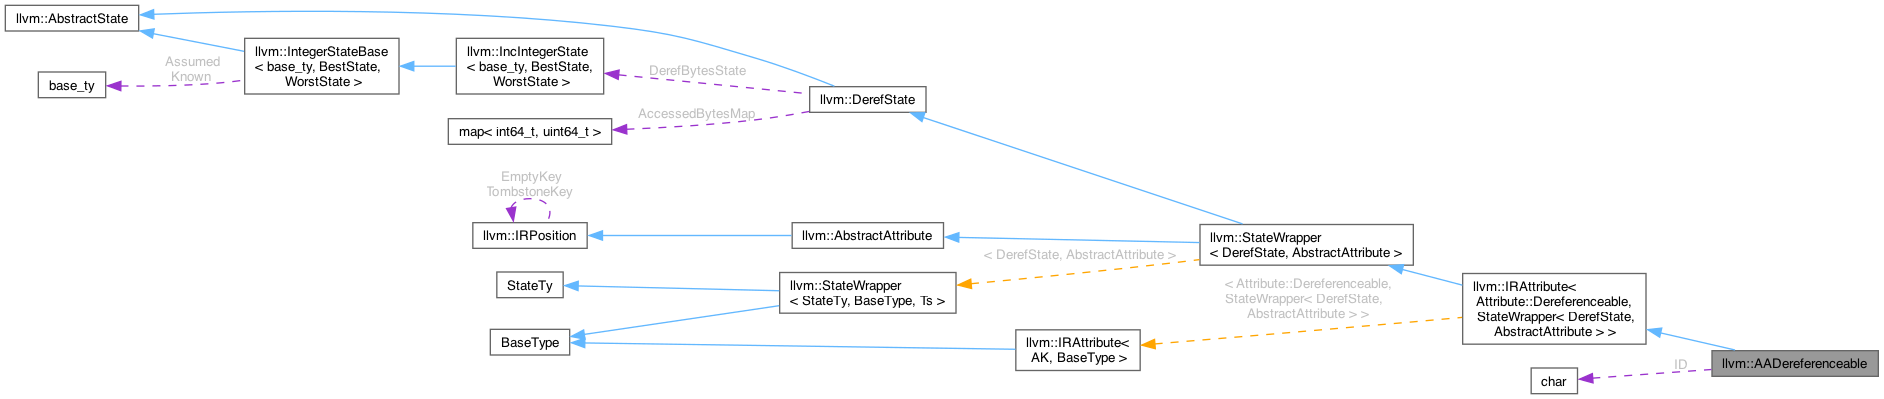 llvm::AbstractState
llvm::IntegerStateBase
< base_ty, BestState,
WorstState >
Assumed
Known
base_ty
llvm::IncIntegerState
< base_ty, BestState,
WorstState >
DerefBytesState
llvm::DerefState
AccessedBytesMap
map< int64_t, uint64_t >
EmptyKey
TombstoneKey
llvm::IRPosition
llvm::AbstractAttribute
llvm::StateWrapper
< DerefState, AbstractAttribute >
< DerefState, AbstractAttribute >
StateTy
llvm::StateWrapper
< StateTy, BaseType, Ts >
< Attribute::Dereferenceable,
StateWrapper< DerefState,
AbstractAttribute > >
llvm::IRAttribute<
Attribute::Dereferenceable,
StateWrapper< DerefState,
AbstractAttribute > >
BaseType
llvm::IRAttribute<
AK, BaseType >
llvm::AADereferenceable
ID
char